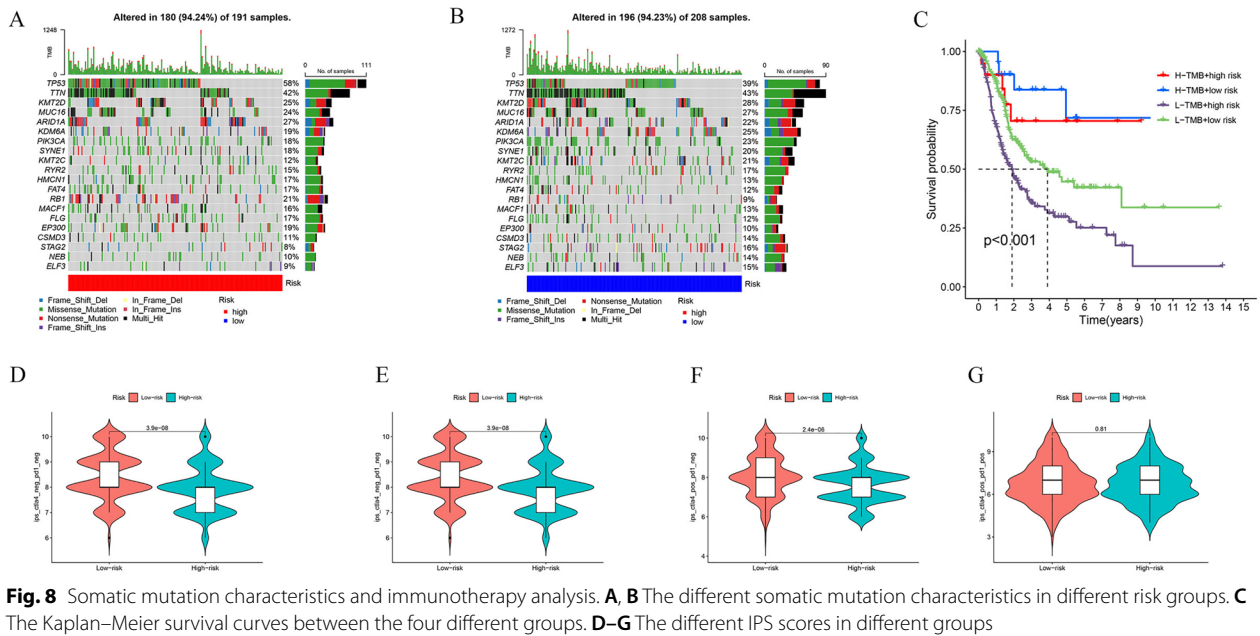 A
Altered in 180 (94.24%) of 191 samples.
1248
TMB
0
No. of samples
0 111
TP53 58%
TTN 42%
KMT2D 25%
MUC16 24%
ARID1A 27%
KDM6A 19%
PIK3CA 18%
SYNE1 18%
KMT2C 12%
RYR2 15%
HMCN1 17%
FAT4 17%
RB1 21%
MACF1 16%
FLG 17%
EP300 19%
CSMD3 11%
STAG2 8%
NEB 10%
ELF3 9%
Risk
Frame_Shift_Del In_Frame_Del Risk
Missense_Mutation In_Frame_Ins high
Nonsense_Mutation Multi_Hit low
Frame_Shift_Ins
B
Altered in 196 (94.23%) of 208 samples.
1272
TMB
0
No. of samples
0 90
TP53 39%
TTN 43%
KMT2D 28%
MUC16 27%
ARID1A 22%
KDM6A 25%
PIK3CA 23%
SYNE1 20%
KMT2C 21%
RYR2 17%
HMCN1 13%
FAT4 12%
RB1 9%
MACF1 13%
FLG 12%
EP300 10%
CSMD3 14%
STAG2 16%
NEB 14%
ELF3 15%
Risk
Frame_Shift_Del Nonsense_Mutation Risk
Missense_Mutation In_Frame_Del high
Frame_Shift_Ins Multi_Hit low
C
1.00
0.75
0.50
0.25
0.00
Survival probability
p<0.001
0 1 2 3 4 5 6 7 8 9 10 11 12 13 14 15
Time(years)
H-TMB+high risk
H-TMB+low risk
L-TMB+high risk
L-TMB+low risk
D
Risk Low-risk High-risk
3.9e-08
10
9
8
7
6
ips_ctla4_neg_pd1_neg
Low-risk High-risk
E
Risk Low-risk High-risk
3.9e-08
10
9
8
7
6
ips_ctla4_neg_pd1_neg
Low-risk High-risk
F
Risk Low-risk High-risk
2.4e-06
10
8
6
4
ips_ctla4_pos_pd1_neg
Low-risk High-risk
G
Risk Low-risk High-risk
0.81
9
6
3
ips_ctla4_pos_pd1_pos
Low-risk High-risk
Fig. 8 Somatic mutation characteristics and immunotherapy analysis. A, B The different somatic mutation characteristics in different risk groups. C
The Kaplan–Meier survival curves between the four different groups. D–G The different IPS scores in different groups